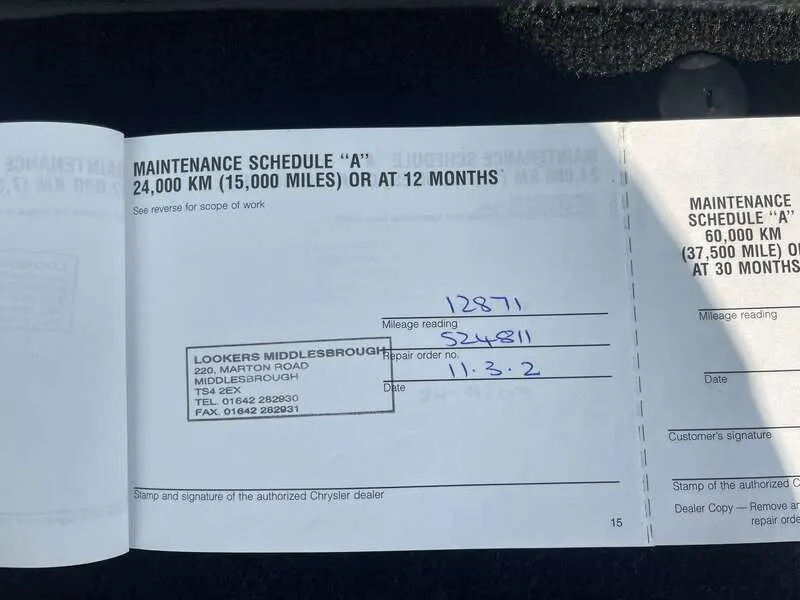 MAINTENANCE SCHEDULE “A”
24,000 KM (15,000 MILES) OR AT 12 MONTHS
See reverse for scope of work
12871
Mileage reading
524811
Repair order no.
11.3.2
Date
LOOKERS MIDDLESBROUGH
220, MARTON ROAD
MIDDLESBROUGH
TS4 2EX
TEL. 01642 282930
FAX. 01642 282931
Stamp and signature of the authorized Chrysler dealer
15
MAINTENANCE
SCHEDULE “A”
60,000 KM
(37,500 MILE) O
AT 30 MONTHS
Mileage reading
Date
Customer's signature
Stamp of the authorized C
Dealer Copy — Remove an
repair orde